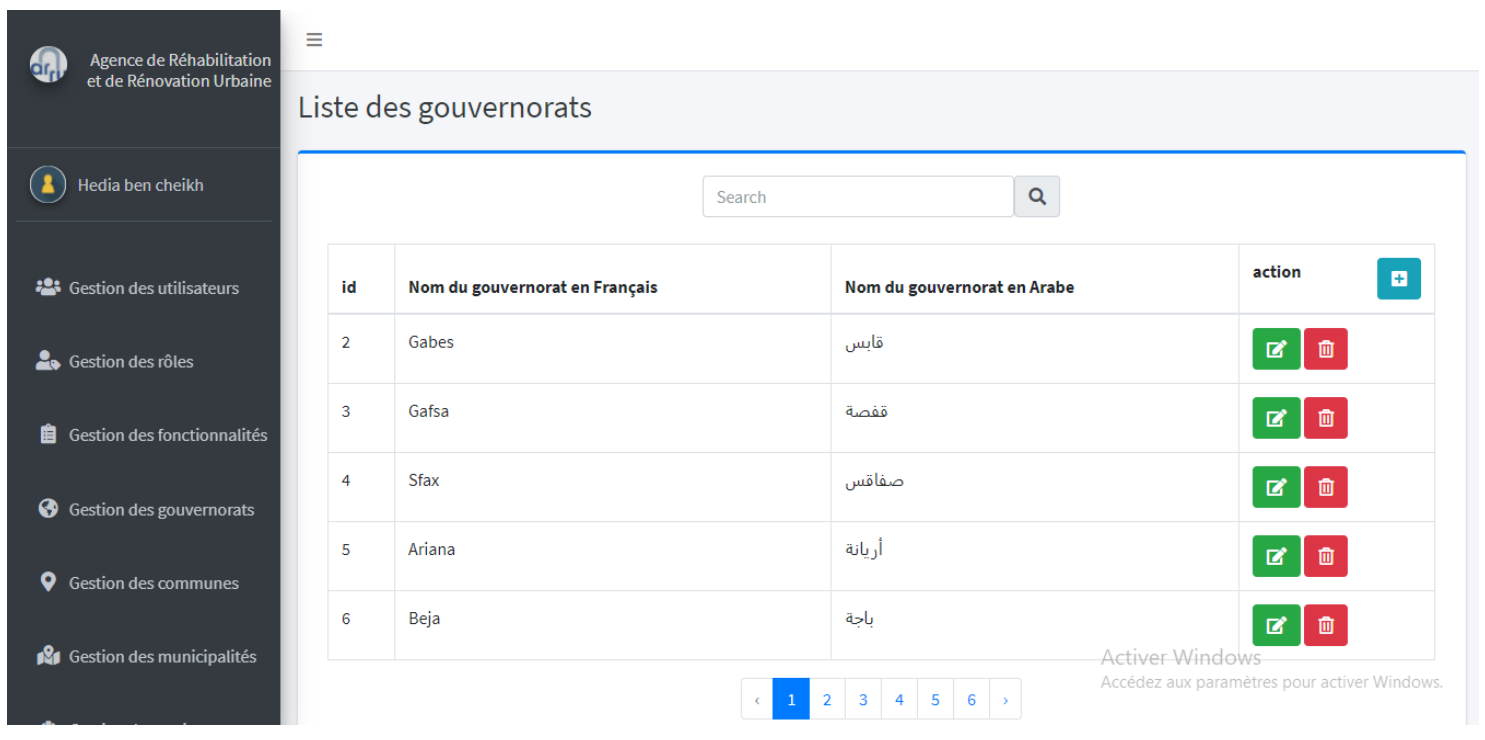 Agence de Réhabilitation
et de Rénovation Urbaine
Hedia ben cheikh
Gestion des utilisateurs
Gestion des rôles
Gestion des fonctionnalités
Gestion des gouvernorats
Gestion des communes
Gestion des municipalités
Liste des gouvernorats
Search
id Nom du gouvernorat en Français Nom du gouvernorat en Arabe action
2 Gabes قابس
3 Gafsa قفصة
4 Sfax صفاقس
5 Ariana أريانة
6 Beja باجة
‹ 1 2 3 4 5 6 ›
Activer Windows
Accédez aux paramètres pour activer Windows.